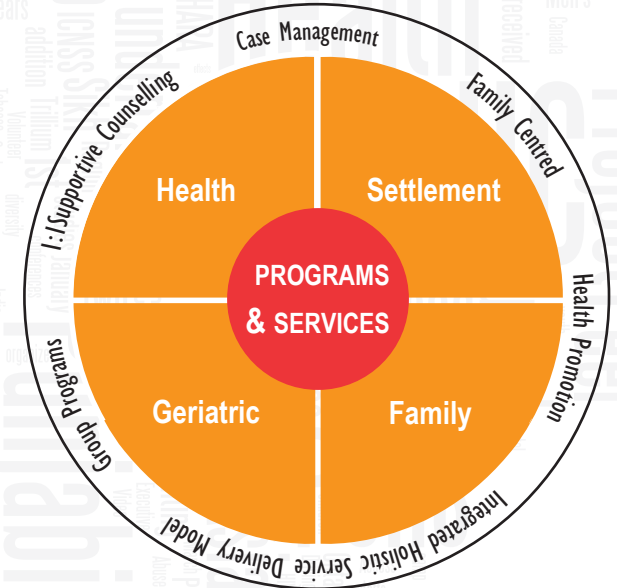 Case Management
Family Centred
Health Promotion
Integrated Holistic Service Delivery Model
Group Programs
1:1Supportive Counselling
Health
Settlement
PROGRAMS
& SERVICES
Geriatric
Family